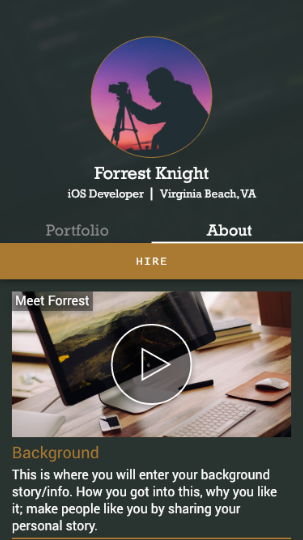 Forrest Knight
iOS Developer | Virginia Beach, VA
Portfolio About
HIRE
Meet Forrest
Background
This is where you will enter your background
story/info. How you got into this, why you like
it; make people like you by sharing your
personal story.